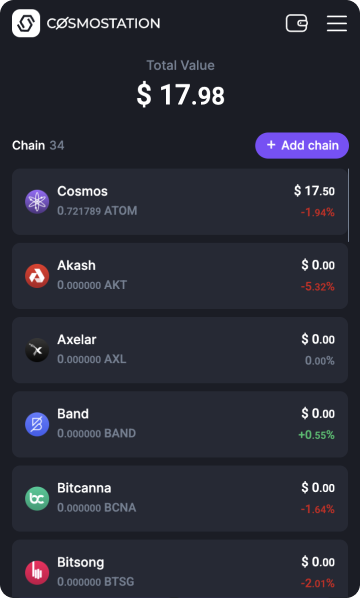 CØSMOSTATION
Total Value
$ 17.98
Chain 34
+ Add chain
Cosmos $ 17.50
0.721789 ATOM -1.94%
Akash $ 0.00
0.000000 AKT -5.32%
Axelar $ 0.00
0.000000 AXL 0.00%
Band $ 0.00
0.000000 BAND +0.55%
bc
Bitcanna $ 0.00
0.000000 BCNA -1.64%
Bitsong $ 0.00
0.000000 BTSG -2.01%